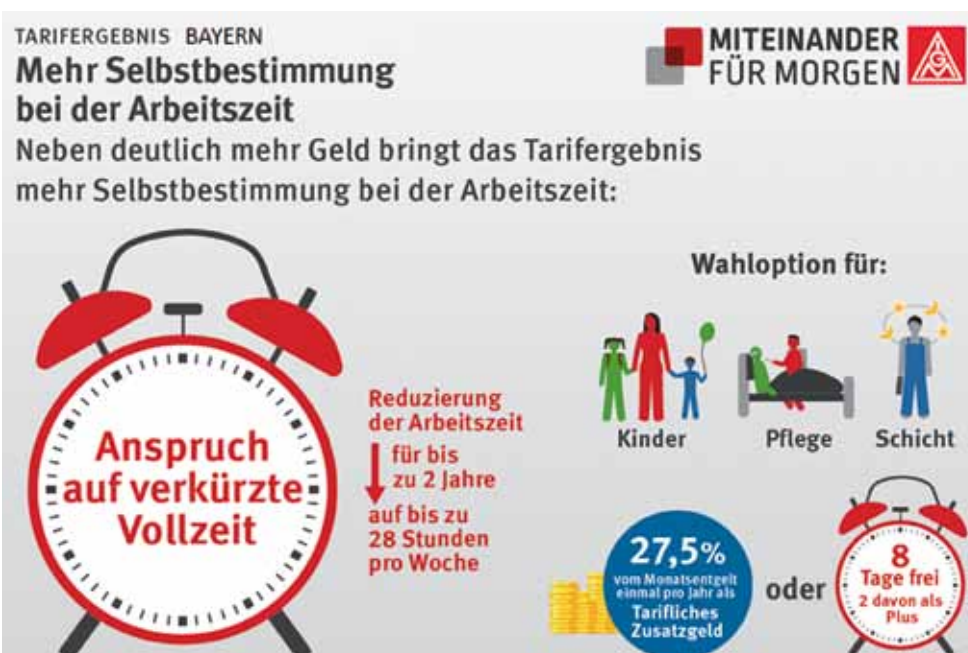 TARIFERGEBNIS BAYERN
Mehr Selbstbestimmung
bei der Arbeitszeit
Neben deutlich mehr Geld bringt das Tarifergebnis
mehr Selbstbestimmung bei der Arbeitszeit:
MITEINANDER
FÜR MORGEN
IGM
Anspruch
auf verkürzte
Vollzeit
Reduzierung
der Arbeitszeit
für bis
zu 2 Jahre
auf bis zu
28 Stunden
pro Woche
Wahloption für:
Kinder
Pflege
Schicht
27,5%
vom Monatsentgelt
einmal pro Jahr als
Tarifliches
Zusatzgeld
oder
8
Tage frei
2 davon als
Plus